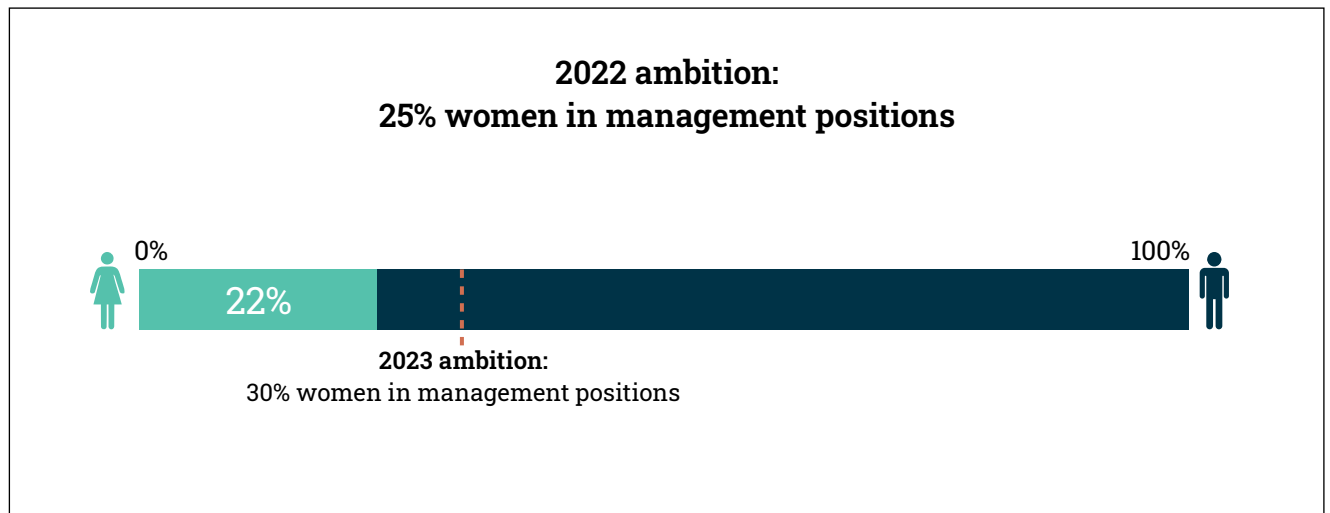 2022 ambition:
25% women in management positions
0%
100%
22%
2023 ambition:
30% women in management positions